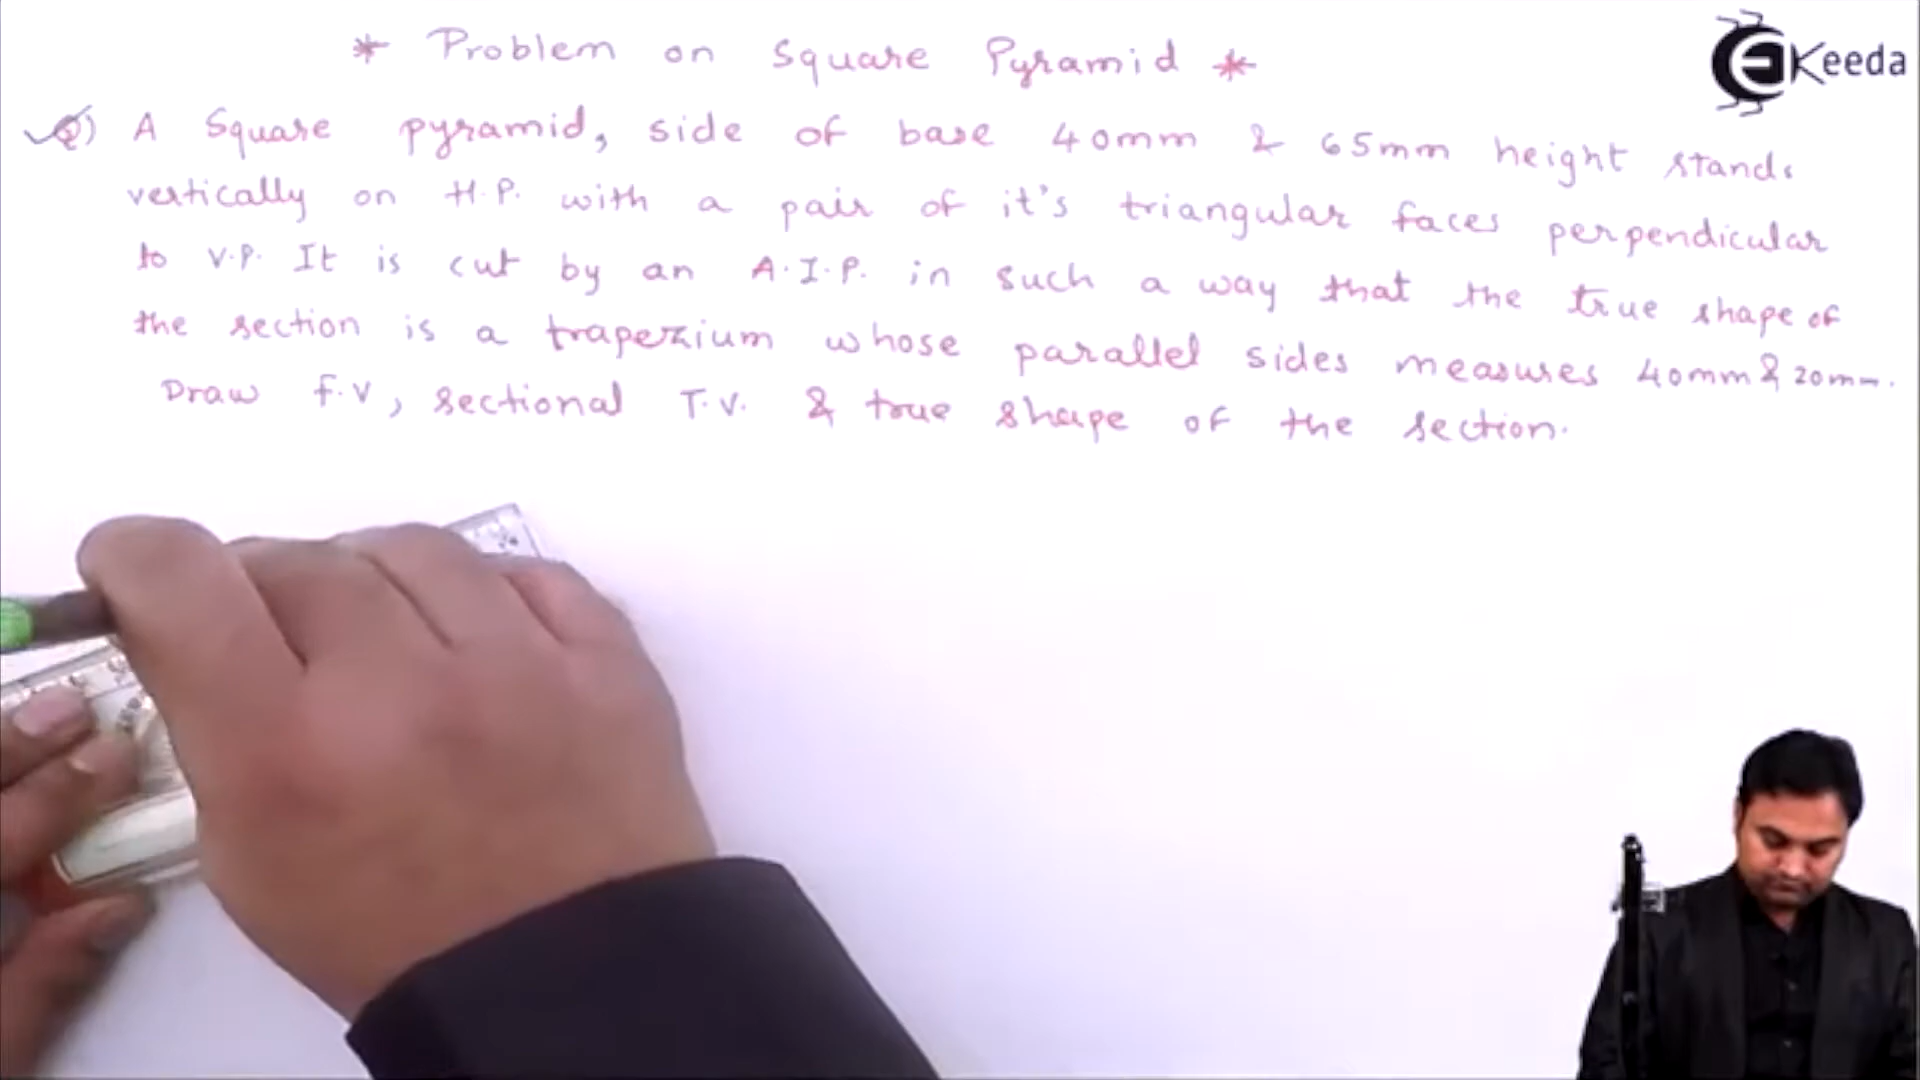 * Problem on Square Pyramid *
Keeda
Q) A Square pyramid, side of base 40mm & 65mm height stands
vertically on H.P. with a pair of it's triangular faces perpendicular
to V.P. It is cut by an A.I.P. in such a way that the true shape of
the section is a trapezium whose parallel sides measures 40mm & 20mm.
Draw f.v, sectional T.V. & true shape of the section.